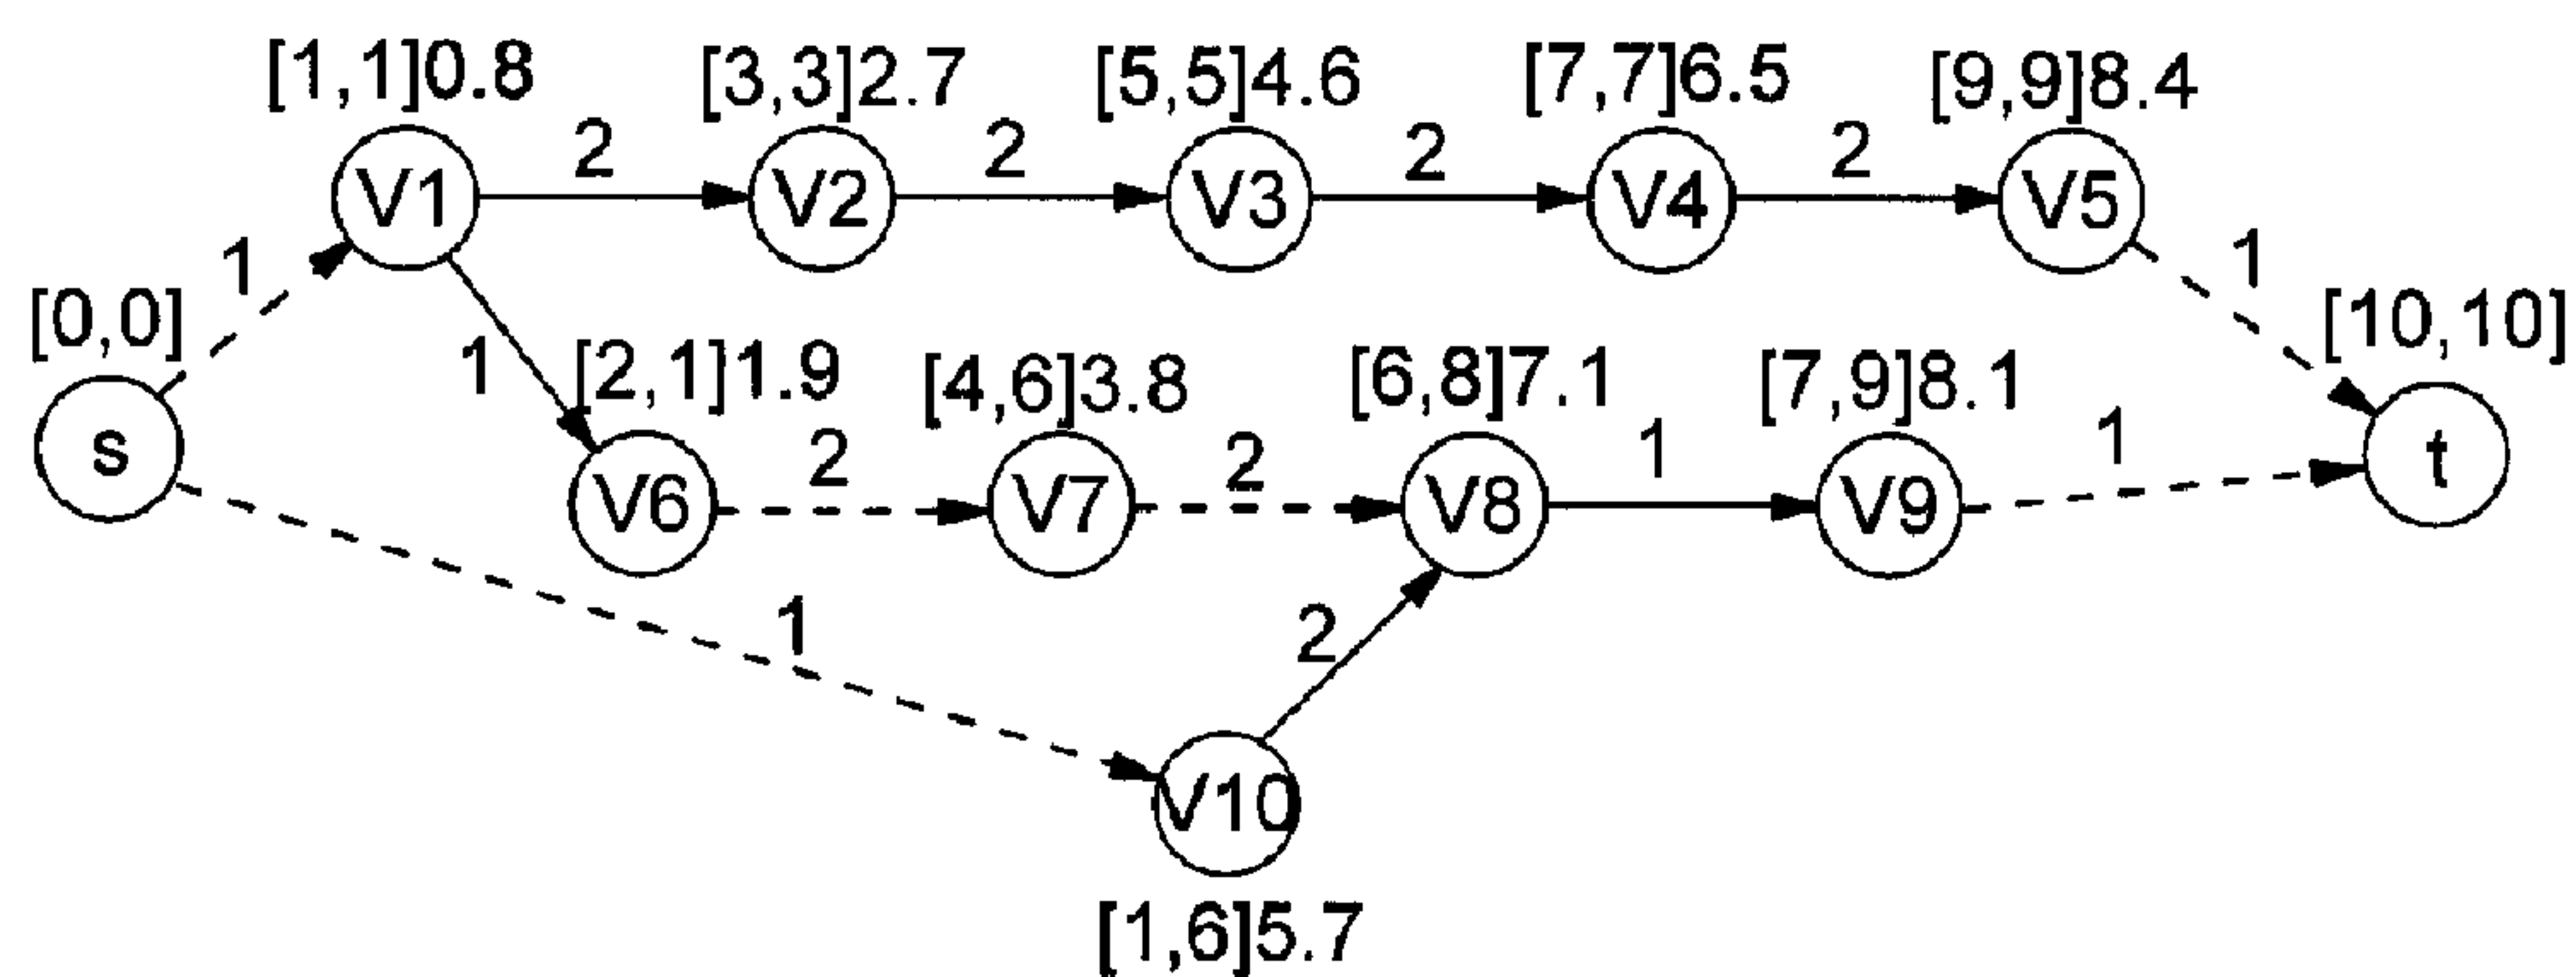 [1,1]0.8 [3,3]2.7 [5,5]4.6 [7,7]6.5 [9,9]8.4
2 2 2 2
V1 V2 V3 V4 V5
1 1
[0,0] [10,10]
1 [2,1]1.9 [4,6]3.8 [6,8]7.1 [7,9]8.1
2 2 1 1
s t
V6 V7 V8 V9
1 2
V10
[1,6]5.7